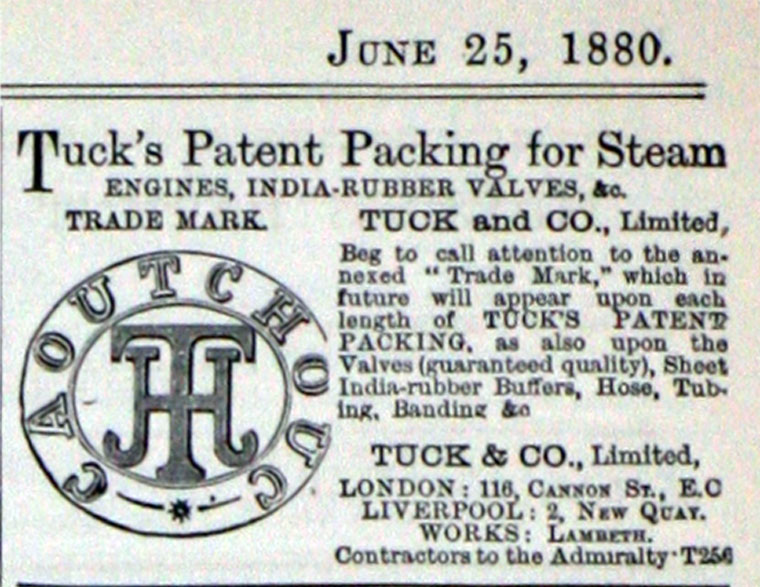 JUNE 25, 1880.
Tuck's Patent Packing for Steam
ENGINES, INDIA-RUBBER VALVES, &c.
TRADE MARK.
CAOUTCHOUC
TH
TUCK and CO., Limited,
Beg to call attention to the an-
nexed "Trade Mark," which in
future will appear upon each
length of TUCK'S PATENT
PACKING, as also upon the
Valves (guaranteed quality), Sheet
India-rubber Buffers, Hose, Tub-
ing, Banding &c
TUCK & CO., Limited,
LONDON: 116, CANNON ST., E.C
LIVERPOOL: 2, NEW QUAY.
WORKS: LAMBETH.
Contractors to the Admiralty T256